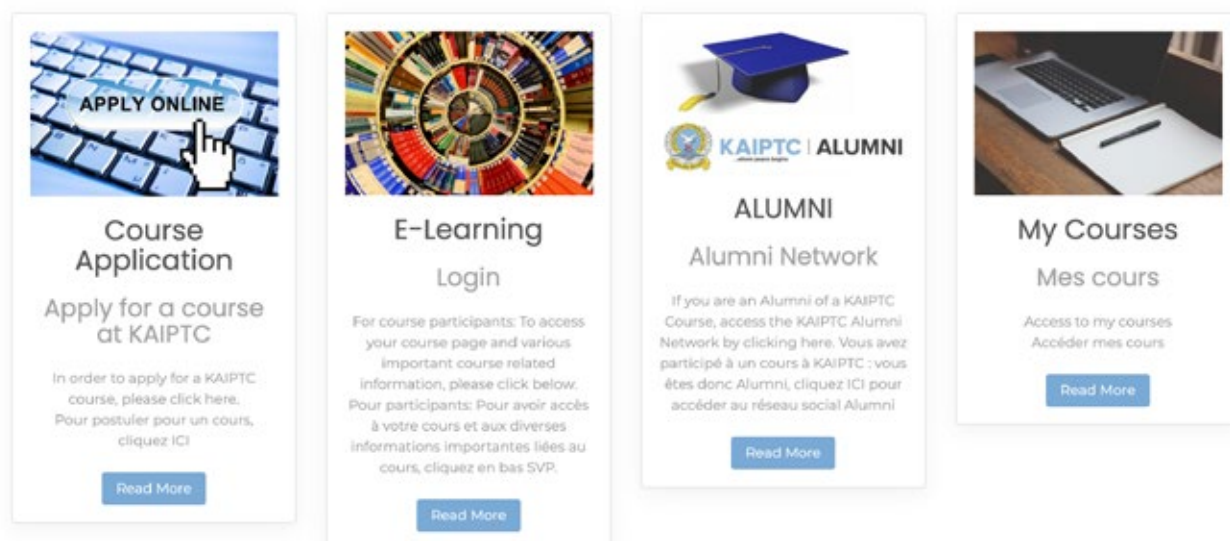 APPLY ONLINE
Course
Application
Apply for a course
at KAIPTC
In order to apply for a KAIPTC
course, please click here.
Pour postuler pour un cours,
cliquez ICI
Read More
E-Learning
Login
For course participants: To access
your course page and various
important course related
information, please click below.
Pour participants: Pour avoir accès
à votre cours et aux diverses
informations importantes liées au
cours, cliquez en bas SVP.
Read More
KAIPTC | ALUMNI
...where peace begins
ALUMNI
Alumni Network
If you are an Alumni of a KAIPTC
Course, access the KAIPTC Alumni
Network by clicking here. Vous avez
participé à un cours à KAIPTC : vous
êtes donc Alumni, cliquez ICI pour
accéder au réseau social Alumni
Read More
My Courses
Mes cours
Access to my courses
Accéder mes cours
Read More